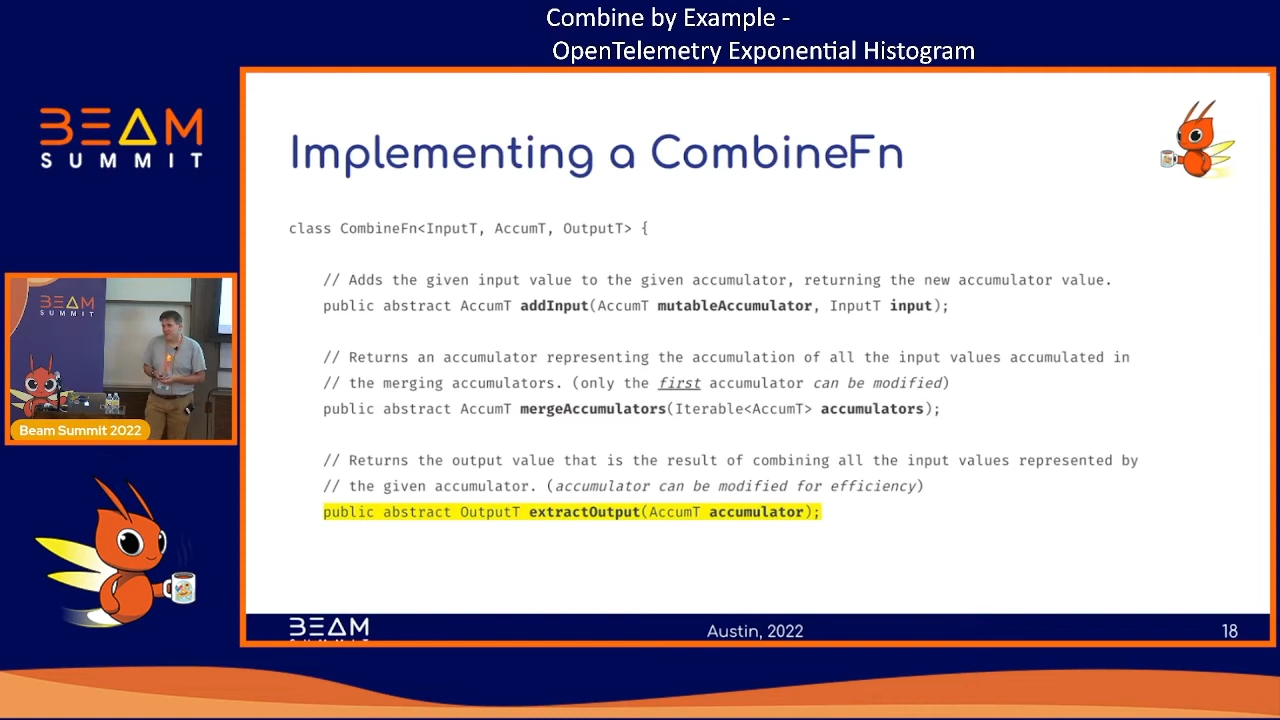 Combine by Example -
OpenTelemetry Exponential Histogram
BEAM
SUMMIT
Implementing a CombineFn
class CombineFn<InputT, AccumT, OutputT> {
// Adds the given input value to the given accumulator, returning the new accumulator value.
public abstract AccumT addInput(AccumT mutableAccumulator, InputT input);
// Returns an accumulator representing the accumulation of all the input values accumulated in
// the merging accumulators. (only the first accumulator can be modified)
public abstract AccumT mergeAccumulators(Iterable<AccumT> accumulators);
// Returns the output value that is the result of combining all the input values represented by
// the given accumulator. (accumulator can be modified for efficiency)
public abstract OutputT extractOutput(AccumT accumulator);
BEAM
SUMMIT
Beam Summit 2022
BEAM
Austin, 2022
18